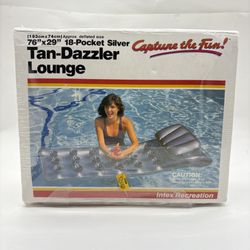 (193cm x 74cm) Approx. deflated size
76"x29" 18-Pocket Silver
Tan-Dazzler
Lounge
Capture the Fun!
CAUTION
Intex Recreation